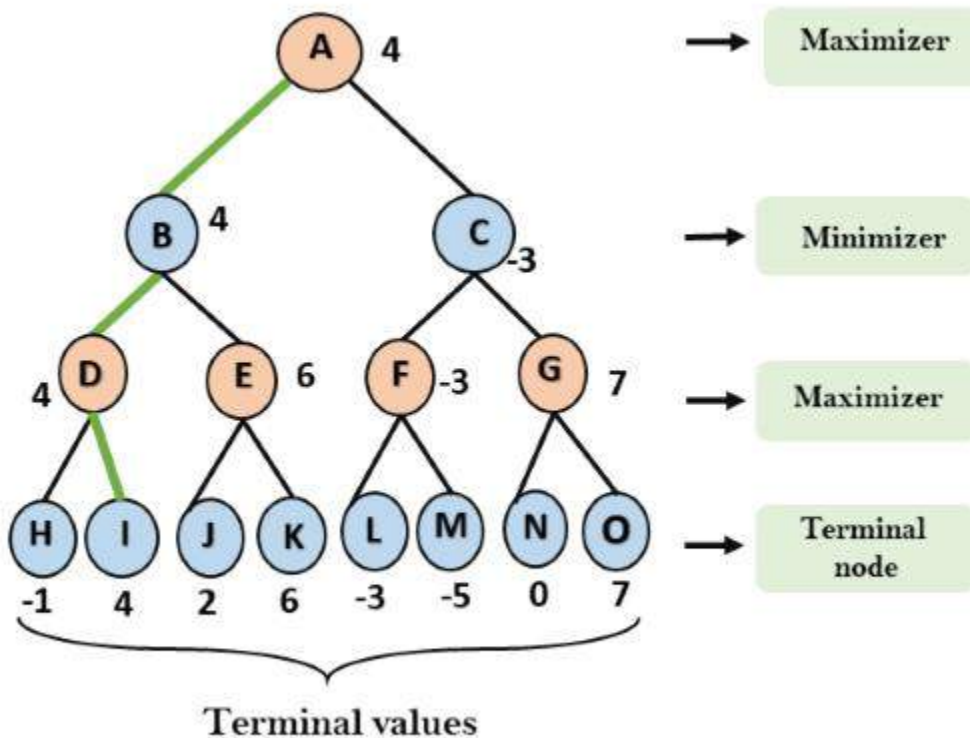 A 4
Maximizer
B 4
C -3
Minimizer
D 4
E 6
F -3
G 7
Maximizer
H I J K L M N O
Terminal
node
-1 4 2 6 -3 -5 0 7
Terminal values